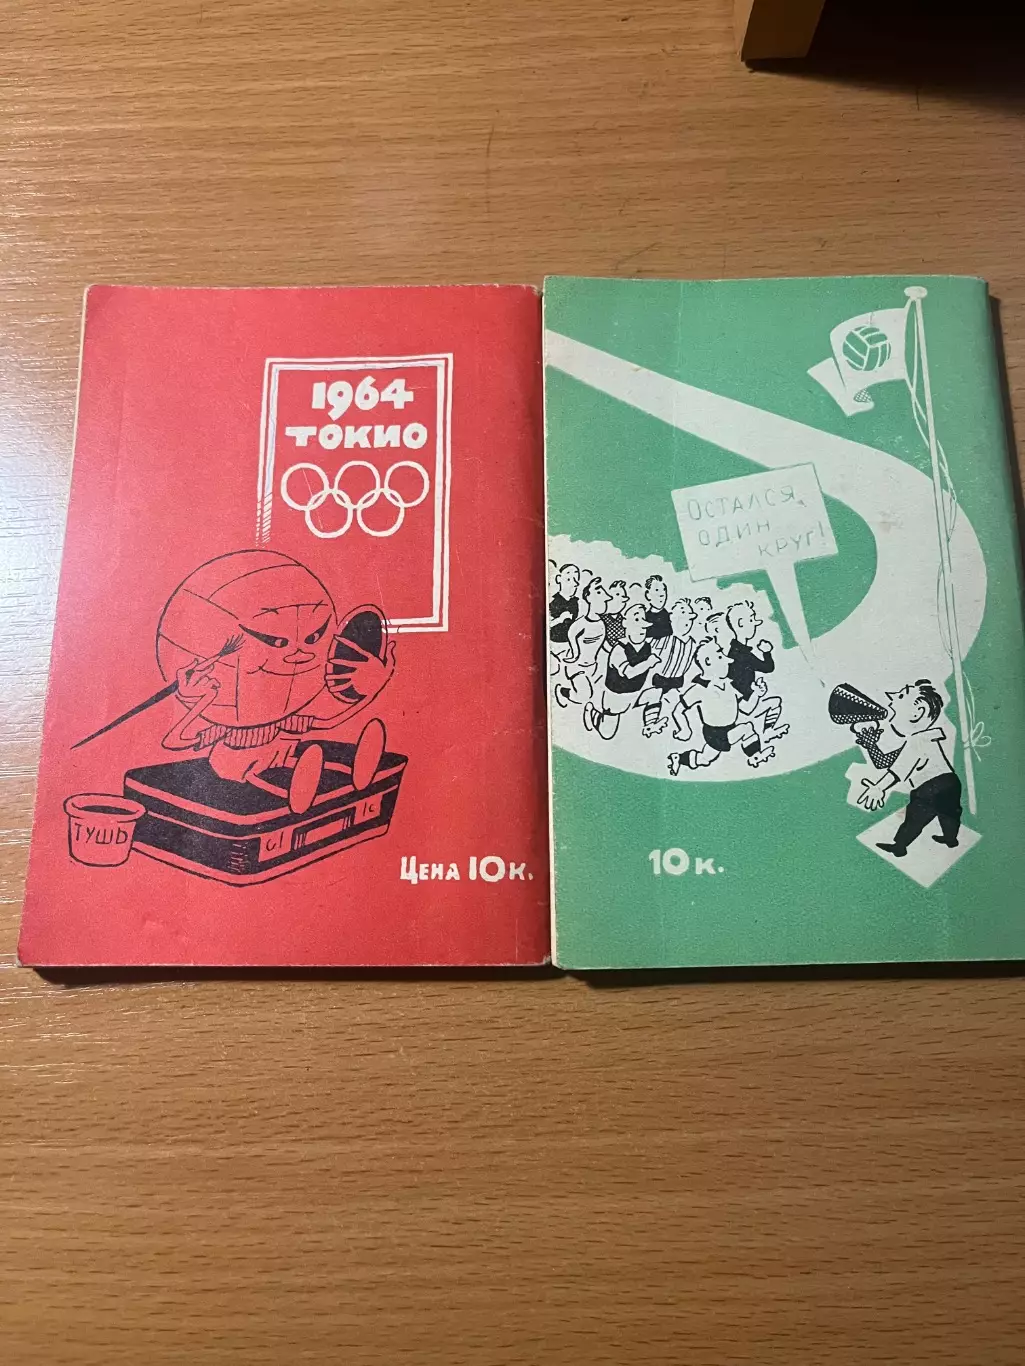 1964
ТОКИО
ТУШЬ
Цена 10к.
ОСТАЛСЯ
ОДИН
КРУГ!
10к.